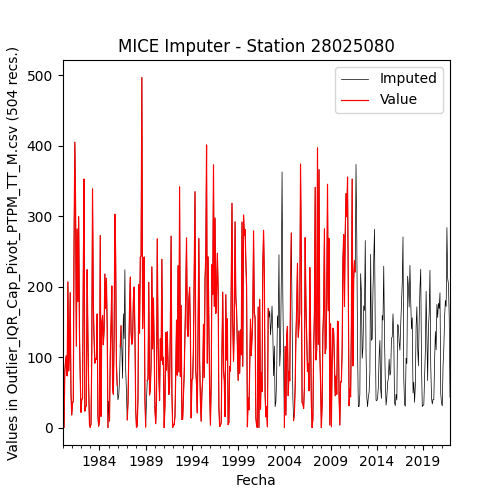 MICE Imputer - Station 28025080
Values in Outlier_IQR_Cap_Pivot_PTPM_TT_M.csv (504 recs.)
500
400
300
200
100
0
Imputed
Value
1984 1989 1994 1999 2004 2009 2014 2019
Fecha